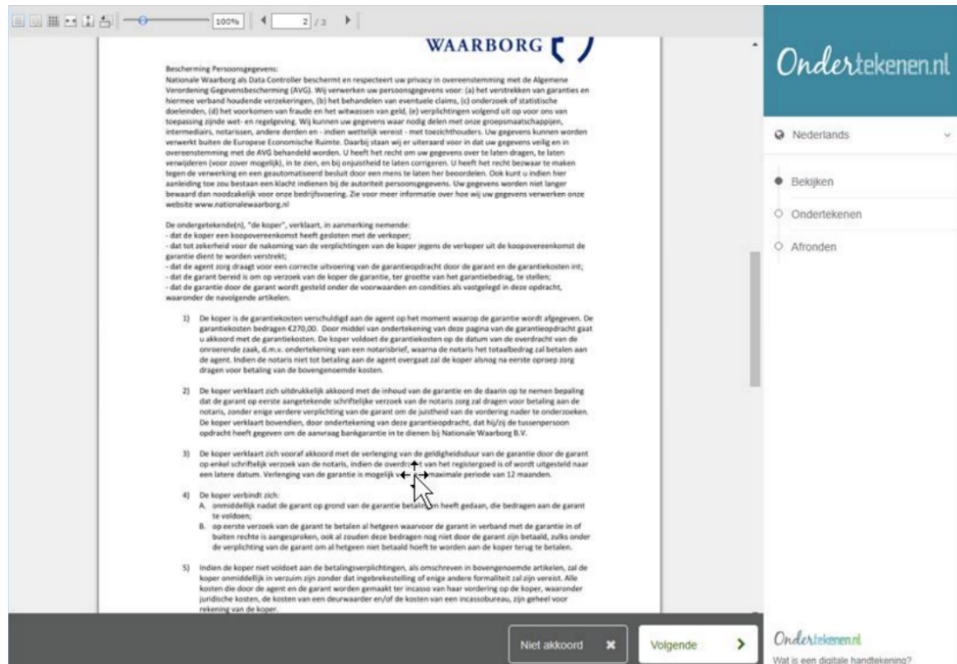 100%
2 / 3
WAARBORG
Bescherming Persoonsgegevens:
Nationale Waarborg als Data Controller beschermt en respecteert uw privacy in overeenstemming met de Algemene
Verordening Gegevensbescherming (AVG). Wij verwerken uw persoonsgegevens voor: (a) het verstrekken van garanties en
hiermee verband houdende verzekeringen, (b) het behandelen van eventuele claims, (c) onderzoek of statistische
doeleinden, (d) het voorkomen van fraude en het witwassen van geld, (e) verplichtingen volgend uit op voor ons van
toepassing zijnde wet- en regelgeving. Wij kunnen uw gegevens waar nodig delen met onze groepsmaatschappijen,
intermediairs, notarissen, andere derden en - indien wettelijk vereist - met toezichthouders. Uw gegevens kunnen worden
verwerkt buiten de Europese Economische Ruimte. Daarbij staan wij er uiteraard voor in dat uw gegevens veilig en in
overeenstemming met de AVG behandeld worden. U heeft het recht om uw gegevens over te laten dragen, te laten
verwijderen (voor zover mogelijk), in te zien, en bij onjuistheid te laten corrigeren. U heeft het recht bezwaar te maken
tegen de verwerking en een geautomatiseerd besluit door een mens te laten her beoordelen. Ook kunt u indien hier
aanleiding toe zou bestaan een klacht indienen bij de autoriteit persoonsgegevens. Uw gegevens worden niet langer
bewaard dan noodzakelijk voor onze bedrijfsvoering. Zie voor meer informatie over hoe wij uw gegevens verwerken onze
website www.nationalewaarborg.nl
De ondergetekende(n), "de koper", verklaart, in aanmerking nemende:
- dat de koper een koopovereenkomst heeft gesloten met de verkoper;
- dat tot zekerheid voor de nakoming van de verplichtingen van de koper jegens de verkoper uit de koopovereenkomst de
garantie dient te worden verstrekt;
- dat de agent zorg draagt voor een correcte uitvoering van de garantieopdracht door de garant en de garantiekosten int;
- dat de garant bereid is om op verzoek van de koper de garantie, ter grootte van het garantiebedrag, te stellen;
- dat de garantie door de garant wordt gesteld onder de voorwaarden en condities als vastgelegd in deze opdracht,
waaronder de navolgende artikelen.
1) De koper is de garantiekosten verschuldigd aan de agent op het moment waarop de garantie wordt afgegeven. De
garantiekosten bedragen €270,00. Door middel van ondertekening van deze pagina van de garantieopdracht gaat
u akkoord met de garantiekosten. De koper voldoet de garantiekosten op de datum van de overdracht van de
onroerende zaak, d.m.v. ondertekening van een notarisbrief, waarna de notaris het totaalbedrag zal betalen aan
de agent. Indien de notaris niet tot betaling aan de agent overgaat zal de koper alsnog na eerste oproep zorg
dragen voor betaling van de bovengenoemde kosten.
2) De koper verklaart zich uitdrukkelijk akkoord met de inhoud van de garantie en de daarin op te nemen bepaling
dat de garant op eerste aangetekende schriftelijke verzoek van de notaris zorg zal dragen voor betaling aan de
notaris, zonder enige verdere verplichting van de garant om de juistheid van de vordering nader te onderzoeken.
De koper verklaart bovendien, door ondertekening van deze garantieopdracht, dat hij/zij de tussenpersoon
opdracht heeft gegeven om de aanvraag bankgarantie in te dienen bij Nationale Waarborg B.V.
3) De koper verklaart zich vooraf akkoord met de verlenging van de geldigheidsduur van de garantie door de garant
op enkel schriftelijk verzoek van de notaris, indien de overdracht van het registergoed is of wordt uitgesteld naar
een latere datum. Verlenging van de garantie is mogelijk maximale periode van 12 maanden.
4) De koper verbindt zich:
A. onmiddellijk nadat de garant op grond van de garantie betalingen heeft gedaan, die bedragen aan de garant
te voldoen;
B. op eerste verzoek van de garant te betalen al hetgeen waarvoor de garant in verband met de garantie in of
buiten rechte is aangesproken, ook al zouden deze bedragen nog niet door de garant zijn betaald, zulks onder
de verplichting van de garant om al hetgeen niet betaald hoeft te worden aan de koper terug te betalen.
5) Indien de koper niet voldoet aan de betalingsverplichtingen, als omschreven in bovengenoemde artikelen, zal de
koper onmiddellijk in verzuim zijn zonder dat ingebrekestelling of enige andere formaliteit zal zijn vereist. Alle
kosten die door de agent en de garant worden gemaakt ter incasso van haar vordering op de koper, waaronder
juridische kosten, de kosten van een deurwaarder en/of de kosten van een incassobureau, zijn geheel voor
rekening van de koper.
Niet akkoord
Volgende
Ondertekenen.nl
Nederlands
Bekijken
Ondertekenen
Afronden
Ondertekenen.nl
Wat is een digitale handtekening?